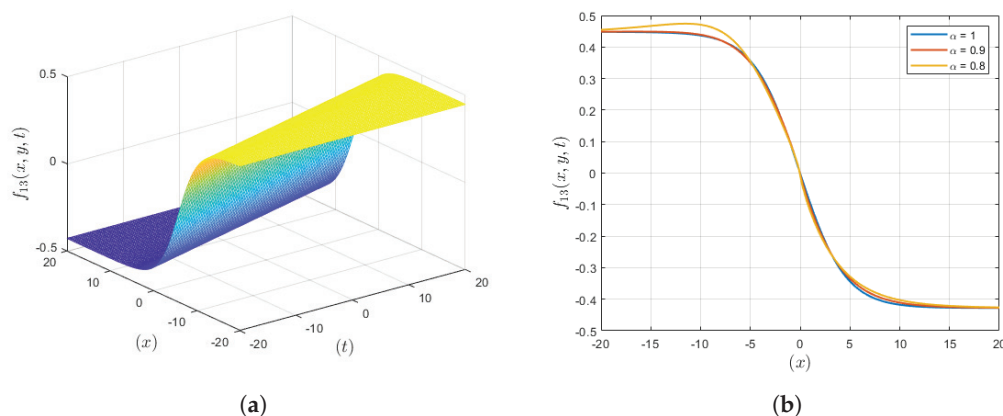 0.5
0
-0.5
f₁₃(x, y, t)
20
10
0
-10
-20
(x)
-20
-10
0
10
20
(t)
(a)
0.5
0.4
0.3
0.2
0.1
0
-0.1
-0.2
-0.3
-0.4
-0.5
f₁₃(x, y, t)
α = 1
α = 0.9
α = 0.8
-20 -15 -10 -5 0 5 10 15 20
(x)
(b)